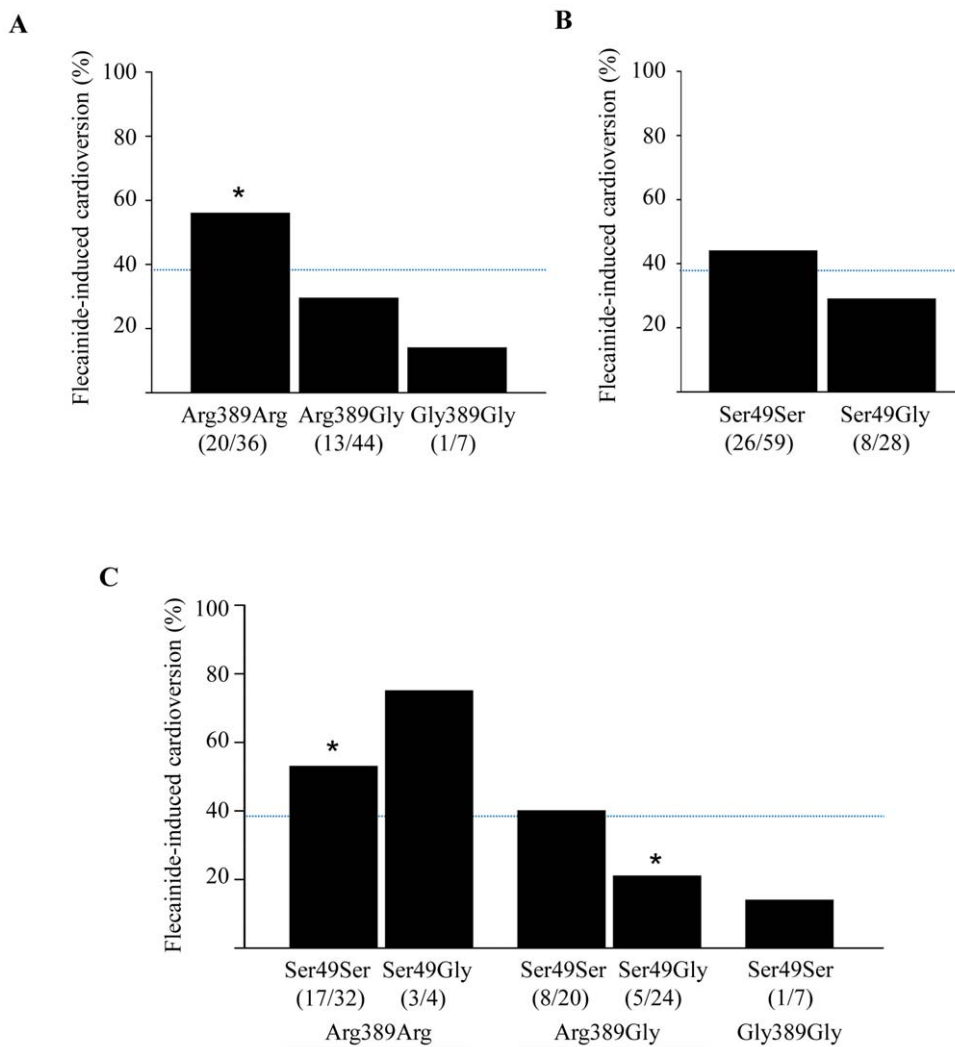 A
Flecainide-induced cardioversion (%)
100
80
60
40
20
*
Arg389Arg Arg389Gly Gly389Gly
(20/36) (13/44) (1/7)
B
Flecainide-induced cardioversion (%)
100
80
60
40
20
Ser49Ser Ser49Gly
(26/59) (8/28)
C
Flecainide-induced cardioversion (%)
100
80
60
40
20
* *
Ser49Ser Ser49Gly Ser49Ser Ser49Gly Ser49Ser
(17/32) (3/4) (8/20) (5/24) (1/7)
Arg389Arg Arg389Gly Gly389Gly